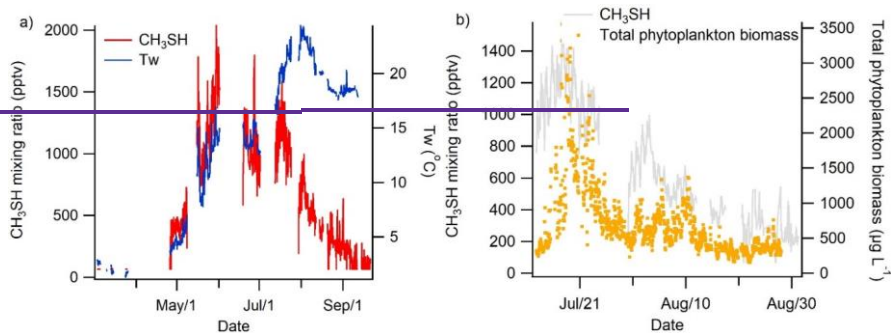 a)
CH₃SH
Tw
CH₃SH mixing ratio (pptv)
2000
1500
1000
500
0
20
15
10
5
Tw (°C)
May/1
Jul/1
Sep/1
Date
b)
CH₃SH
Total phytoplankton biomass
CH₃SH mixing ratio (pptv)
1400
1200
1000
800
600
400
200
0
3500
3000
2500
2000
1500
1000
500
0
Total phytoplankton biomass (µg L⁻¹)
Jul/21
Aug/10
Aug/30
Date